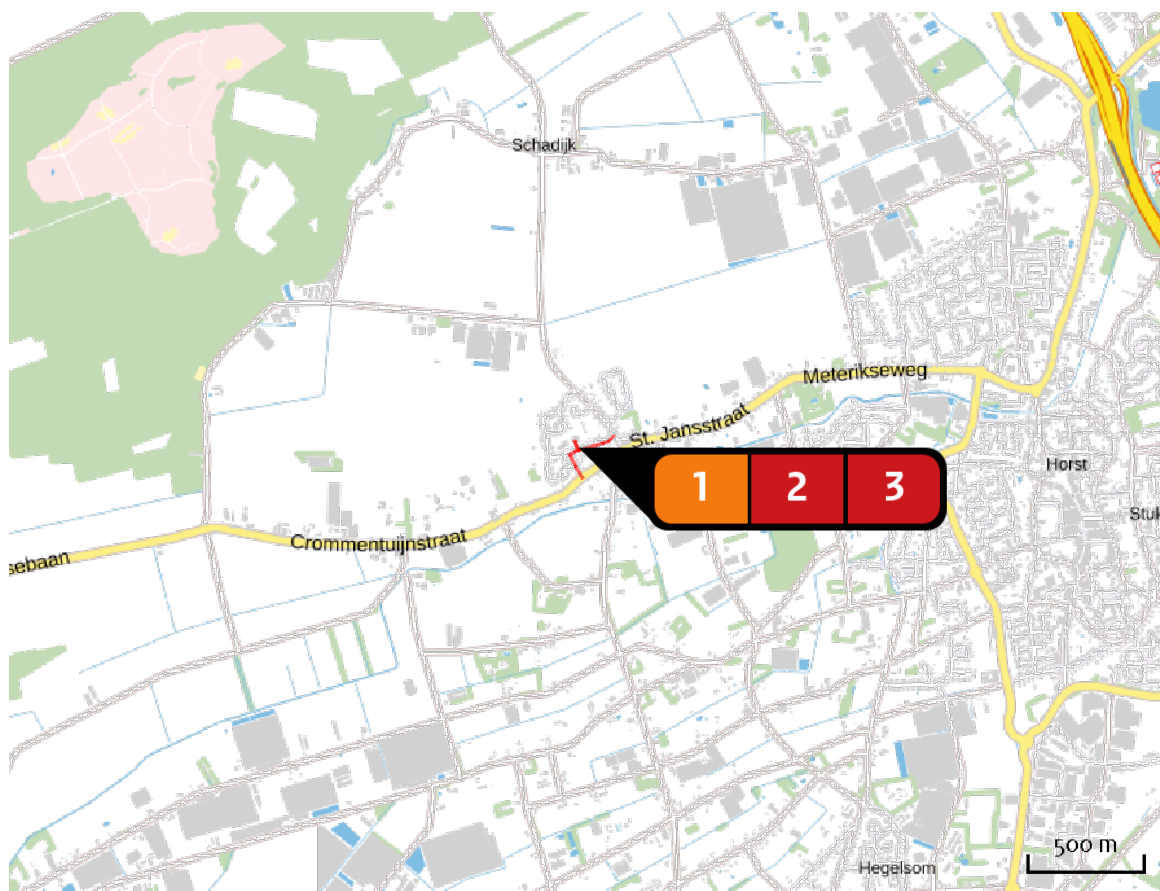 Schadijk
Meterikseweg
St. Jansstraat
Horst
1 2 3
Stuk
Crommentuijnstraat
sebaan
500 m
Hegelsom